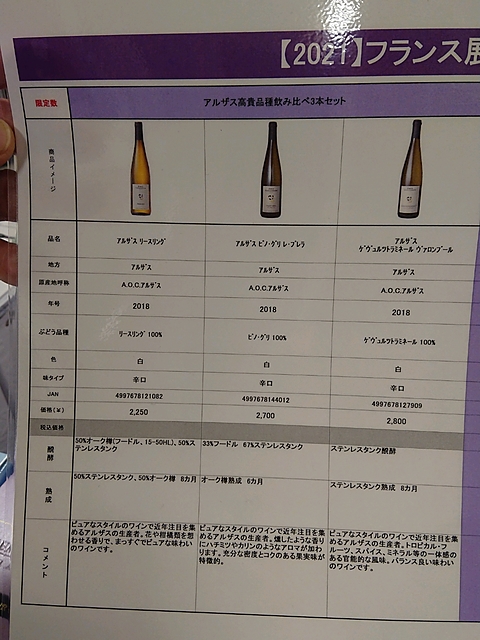 【2021】フランス展
限定数 アルザス高貴品種飲み比べ3本セット
商品イメージ
品名 アルザス リースリング アルザス ピノ・グリ レ・プレラ アルザス ゲヴュルツトラミネール ヴァロンブール
地方 アルザス アルザス アルザス
原産地呼称 A.O.C.アルザス A.O.C.アルザス A.O.C.アルザス
年号 2018 2018 2018
ぶどう品種 リースリング 100% ピノ・グリ 100% ゲヴュルツトラミネール 100%
色 白 白 白
味タイプ 辛口 辛口 辛口
JAN 4997678121082 4997678144012 4997678127909
価格(¥) 2,250 2,700 2,800
税込価格
醗酵 50%オーク樽(フードル、15-50HL)、50%ステンレスタンク 33%フードル 67%ステンレスタンク ステンレスタンク醗酵
熟成 50%ステンレスタンク、50%オーク樽 8カ月 オーク樽熟成 6カ月 ステンレスタンク熟成 8カ月
コメント
ピュアなスタイルのワインで近年注目を集めるアルザスの生産者。花や柑橘類を想わせる香りで、まっすぐでピュアな味わいのワインです。
ピュアなスタイルのワインで近年注目を集めるアルザスの生産者。燻したような香りにハチミツやカリンのようなアロマが加わります。充分な密度とコクのある果実味が特徴的。
ピュアなスタイルのワインで近年注目を集めるアルザスの生産者。トロピカル・フルーツ、スパイス、ミネラル等の一体感のある官能的な風味。バランス良い味わいのワインです。